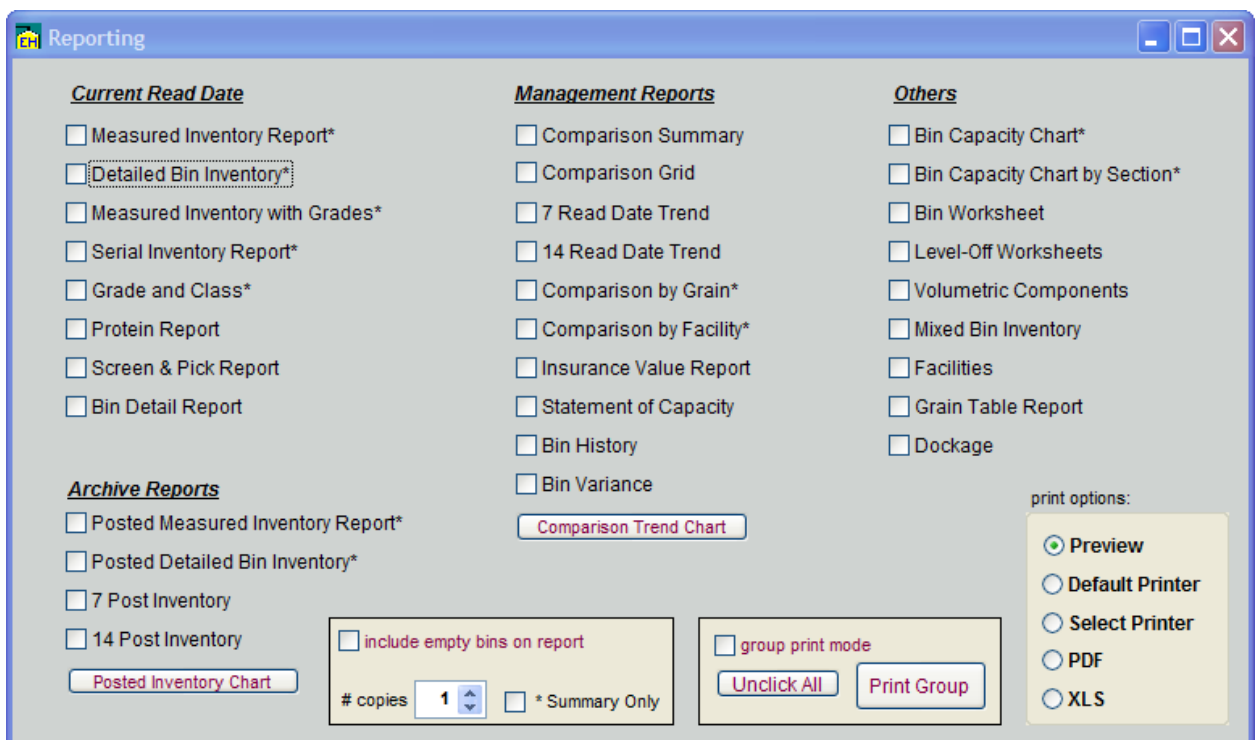 EH Reporting
Current Read Date
Measured Inventory Report*
Detailed Bin Inventory*
Measured Inventory with Grades*
Serial Inventory Report*
Grade and Class*
Protein Report
Screen & Pick Report
Bin Detail Report
Archive Reports
Posted Measured Inventory Report*
Posted Detailed Bin Inventory*
7 Post Inventory
14 Post Inventory
Posted Inventory Chart
Management Reports
Comparison Summary
Comparison Grid
7 Read Date Trend
14 Read Date Trend
Comparison by Grain*
Comparison by Facility*
Insurance Value Report
Statement of Capacity
Bin History
Bin Variance
Comparison Trend Chart
Others
Bin Capacity Chart*
Bin Capacity Chart by Section*
Bin Worksheet
Level-Off Worksheets
Volumetric Components
Mixed Bin Inventory
Facilities
Grain Table Report
Dockage
include empty bins on report
# copies 1 * Summary Only
group print mode
Unclick All Print Group
print options:
Preview
Default Printer
Select Printer
PDF
XLS